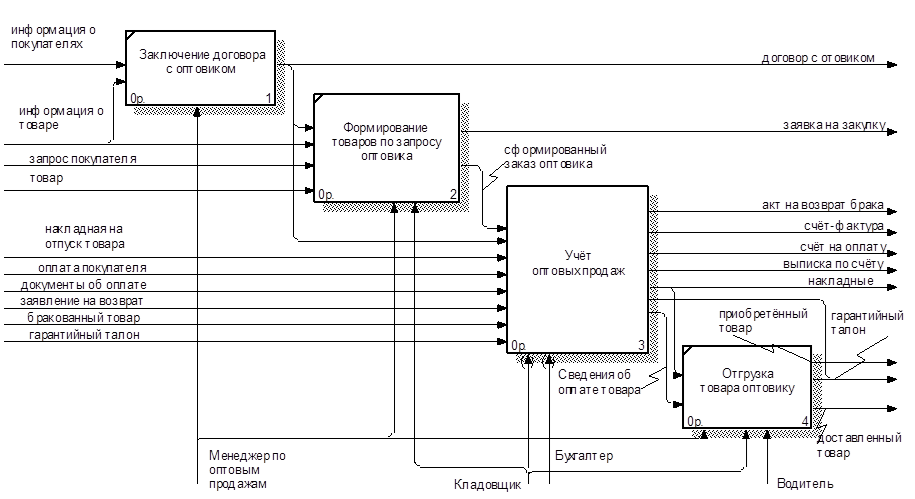 информация о
покупателях
Заключение договора
с оптовиком
0р.
1
договор с отовиком
информация о
товаре
Формирование
товаров по запросу
оптовика
0р.
2
заявка на закупку
запрос покупателя
товар
сформированный
заказ оптовика
Учёт
оптовых продаж
0р.
3
акт на возврат брака
счёт-фактура
счёт на оплату
выписка по счёту
накладные
накладная на
отпуск товара
оплата покупателя
документы об оплате
заявление на возврат
бракованный товар
гарантийный талон
приобретённый
товар
гарантийный
талон
Сведения об
оплате товара
Отгрузка
товара оптовику
0р.
4
доставленный
товар
Менеджер по
оптовым
продажам
Бухгалтер
Кладовщик
Водитель